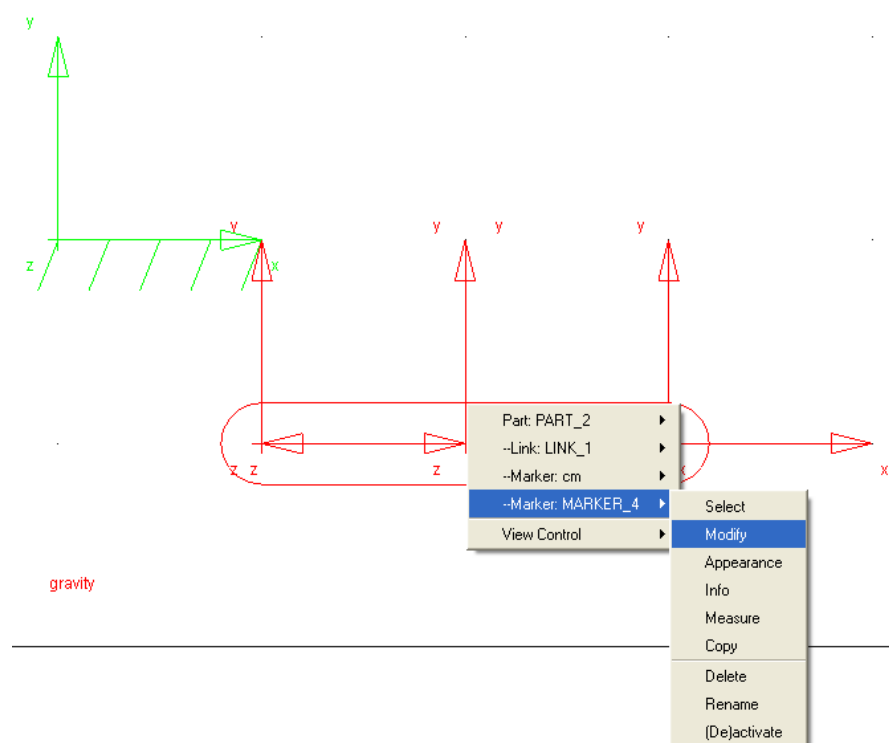 y
y
y
y
y
z
x
Part: PART_2
--Link: LINK_1
--Marker: cm
--Marker: MARKER_4
View Control
z
z
z
x
x
Select
Modify
Appearance
Info
Measure
Copy
Delete
Rename
(De)activate
gravity